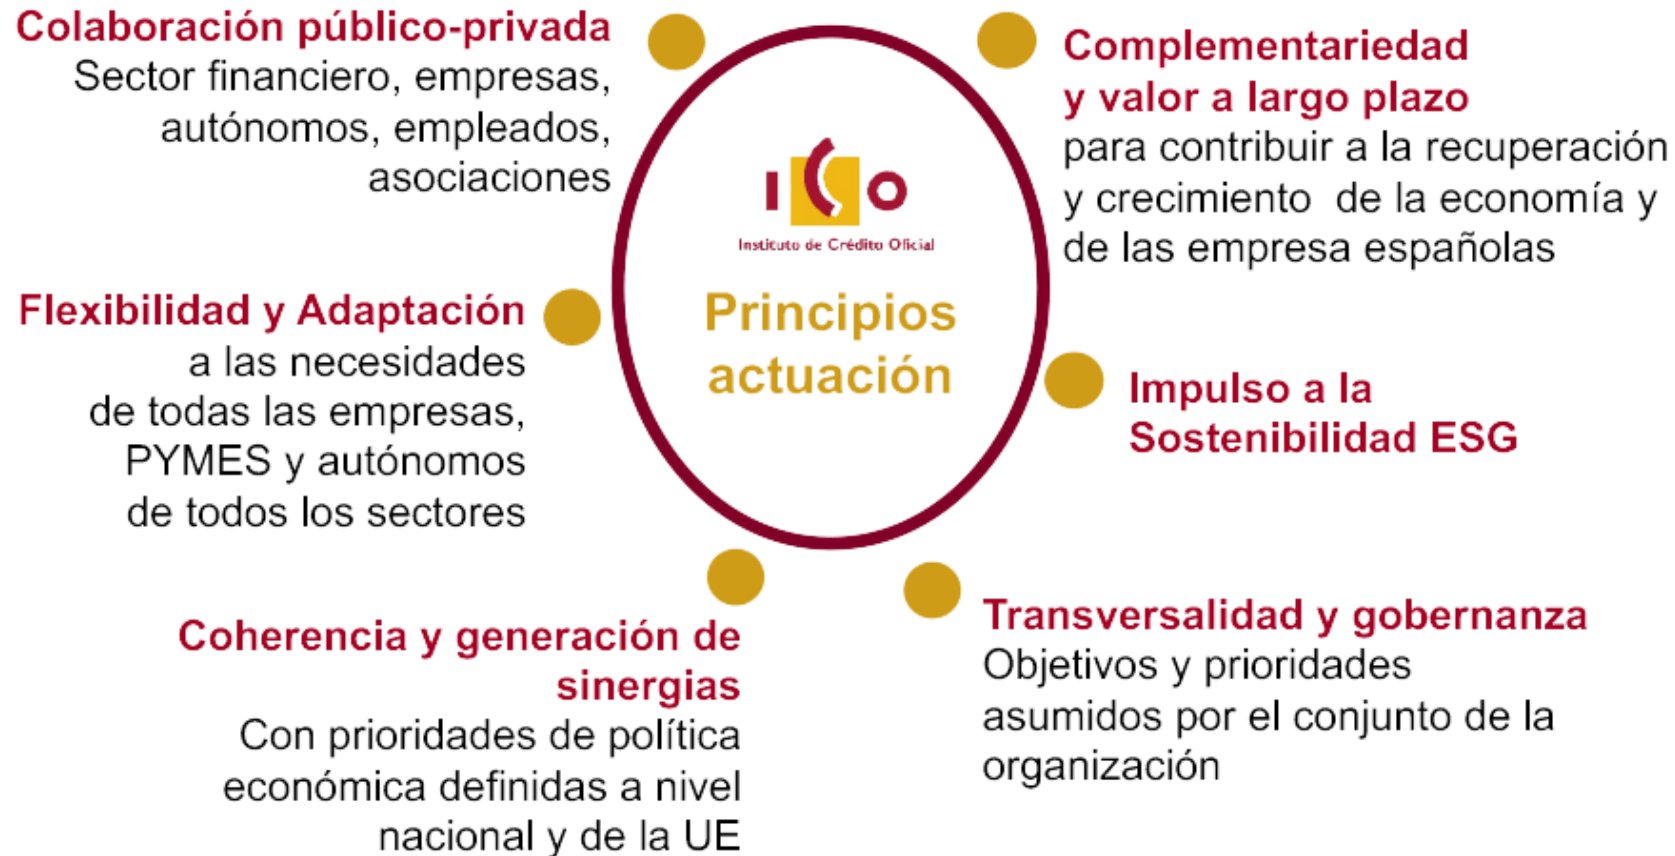 Colaboración público-privada
Sector financiero, empresas,
autónomos, empleados,
asociaciones
Complementariedad
y valor a largo plazo
para contribuir a la recuperación
y crecimiento de la economía y
de las empresa españolas
ICO
Instituto de Crédito Oficial
Principios
actuación
Flexibilidad y Adaptación
a las necesidades
de todas las empresas,
PYMES y autónomos
de todos los sectores
Impulso a la
Sostenibilidad ESG
Coherencia y generación de
sinergias
Con prioridades de política
económica definidas a nivel
nacional y de la UE
Transversalidad y gobernanza
Objetivos y prioridades
asumidos por el conjunto de la
organización